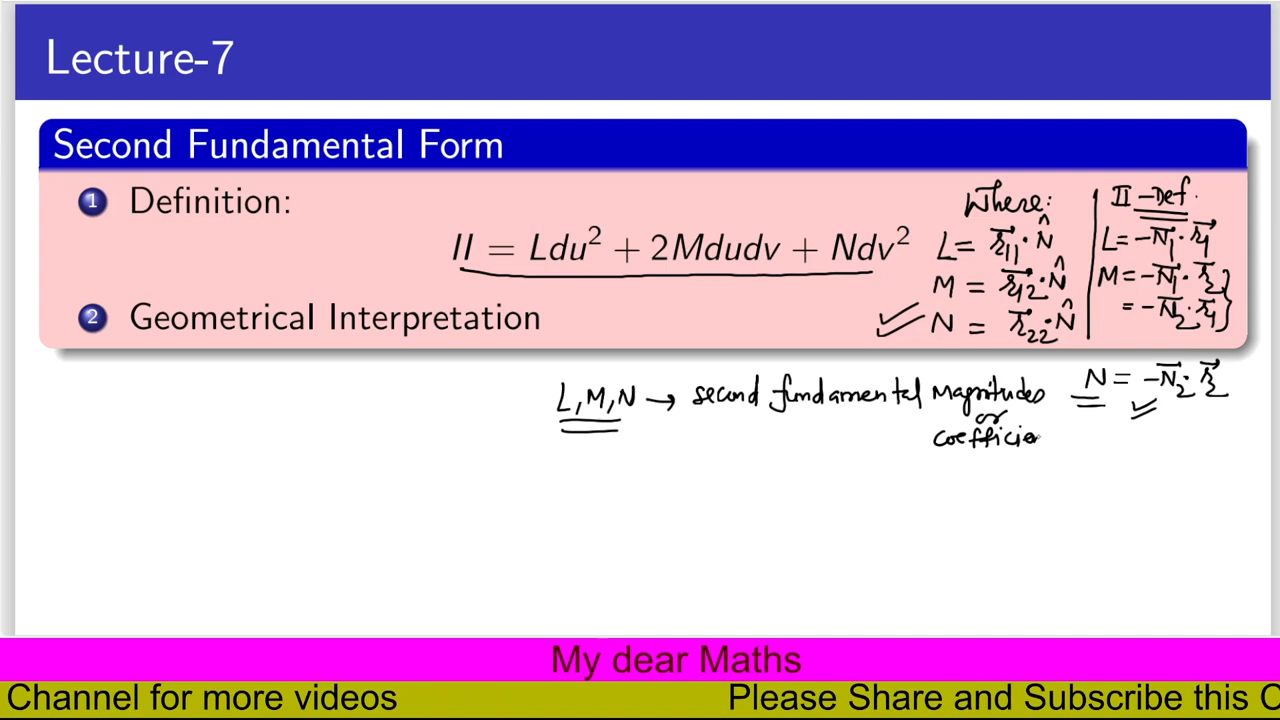 Lecture-7
Second Fundamental Form
1 Definition:
II = Ldu² + 2Mdudv + Ndv²
2 Geometrical Interpretation
Where:
L = r⃗₁₁·N̂
M = r⃗₁₂·N̂
N = r⃗₂₂·N̂
II-Def.
L = -N⃗₁·r⃗₁
M = -N⃗₁·r⃗₂
= -N⃗₂·r⃗₁
N = -N⃗₂·r⃗₂
L,M,N → second fundamental Magnitudes
or
coefficie
My dear Maths
Channel for more videos
Please Share and Subscribe this C